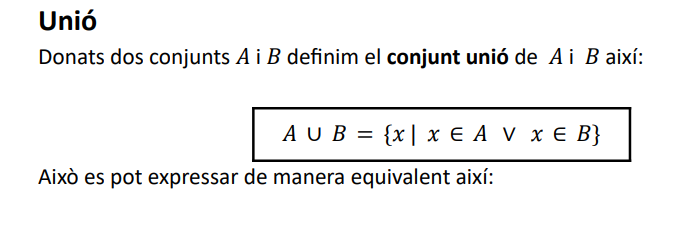 Unió
Donats dos conjunts A i B definim el conjunt unió de A i B així:
A ∪ B = {x | x ∈ A ∨ x ∈ B}
Això es pot expressar de manera equivalent així: